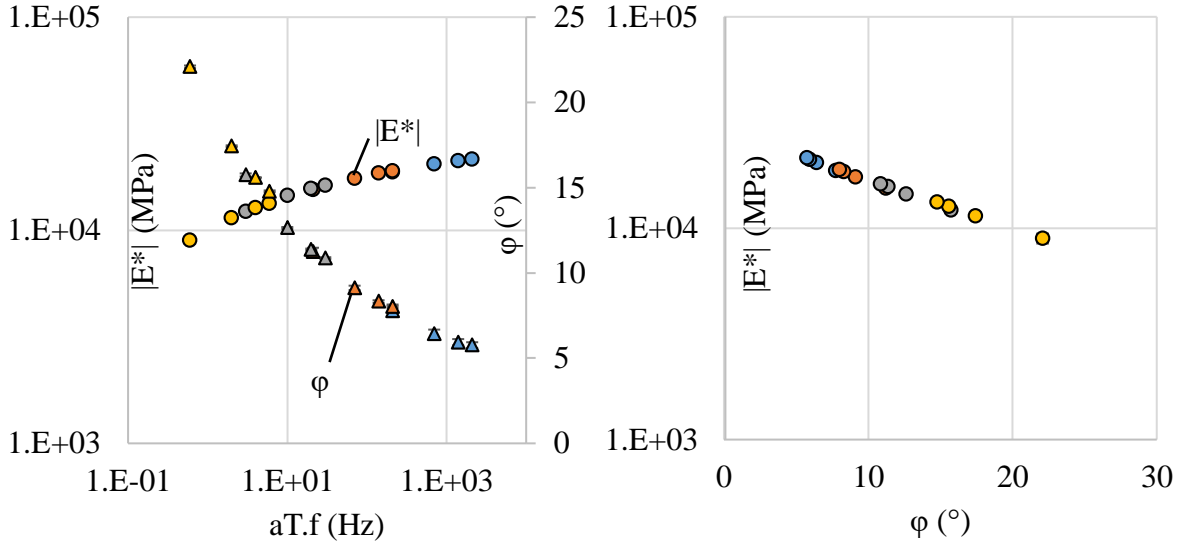 1.E+05
1.E+04
1.E+03
|E*| (MPa)
1.E-01
1.E+01
1.E+03
aT.f (Hz)
|E*|
φ
25
20
15
10
5
0
φ (°)
1.E+05
1.E+04
1.E+03
|E*| (MPa)
0
10
20
30
φ (°)